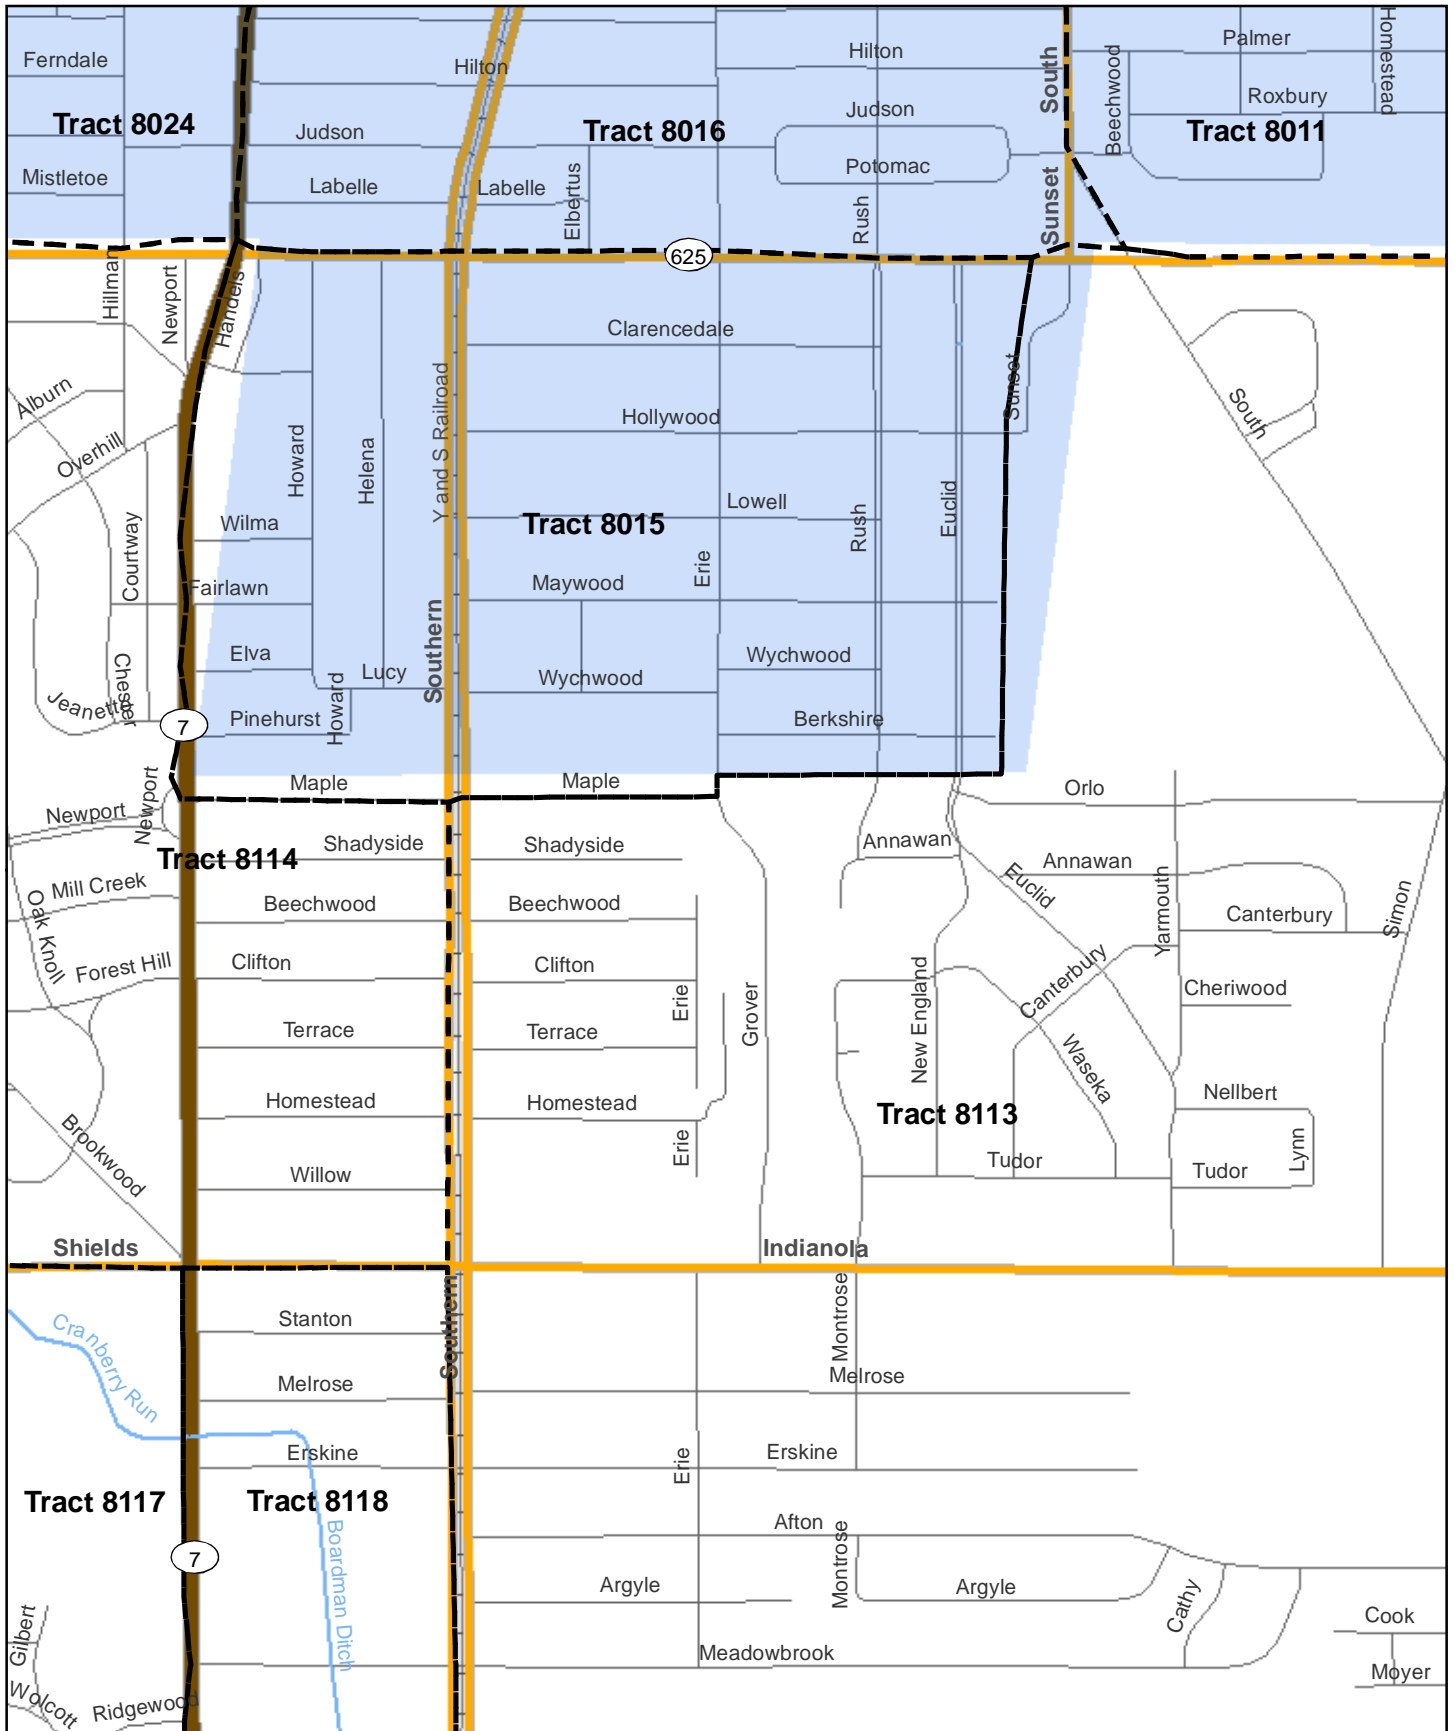 Homestead
Palmer
Ferndale
Hilton
Hilton
South
Beechwood
Roxbury
Tract 8024
Judson
Tract 8016
Judson
Tract 8011
Mistletoe
Labelle
Labelle
Elbertus
Potomac
Rush
Sunset
625
Hillman
Newport
Handels
Clarencedale
Alburn
Y and S Railroad
Sunset
South
Hollywood
Overhill
Howard
Helena
Lowell
Rush
Euclid
Wilma
Tract 8015
Courtway
Erie
Fairlawn
Maywood
Elva
Southern
Wychwood
Chester
Lucy
Wychwood
Jeanette
Pinehurst
Howard
Berkshire
7
Newport
Maple
Maple
Orlo
Newport
Shadyside
Shadyside
Annawan
Tract 8114
Annawan
Mill Creek
Euclid
Yarmouth
Simon
Oak Knoll
Beechwood
Beechwood
Canterbury
Forest Hill
Clifton
Clifton
Canterbury
Erie
Grover
New England
Cheriwood
Terrace
Terrace
Waseka
Homestead
Homestead
Nellbert
Tract 8113
Brookwood
Erie
Lynn
Willow
Tudor
Tudor
Shields
Indianola
Cranberry Run
Stanton
Southern
Montrose
Melrose
Melrose
Erskine
Erie
Erskine
Tract 8117
Tract 8118
Afton
7
Boardman Ditch
Montrose
Argyle
Argyle
Cathy
Gilbert
Cook
Meadowbrook
Moyer
Wolcott
Ridgewood